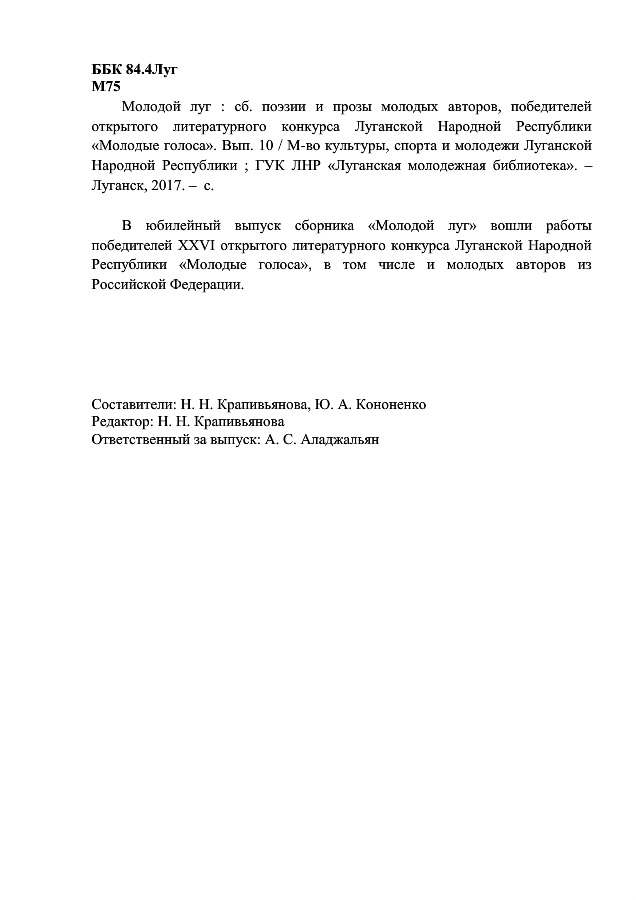 ББК 84.4Луг
М75
Молодой луг : сб. поэзии и прозы молодых авторов, победителей
открытого литературного конкурса Луганской Народной Республики
«Молодые голоса». Вып. 10 / М-во культуры, спорта и молодежи Луганской
Народной Республики ; ГУК ЛНР «Луганская молодежная библиотека». –
Луганск, 2017. – с.
В юбилейный выпуск сборника «Молодой луг» вошли работы
победителей XXVI открытого литературного конкурса Луганской Народной
Республики «Молодые голоса», в том числе и молодых авторов из
Российской Федерации.
Составители: Н. Н. Крапивьянова, Ю. А. Кононенко
Редактор: Н. Н. Крапивьянова
Ответственный за выпуск: А. С. Аладжальян